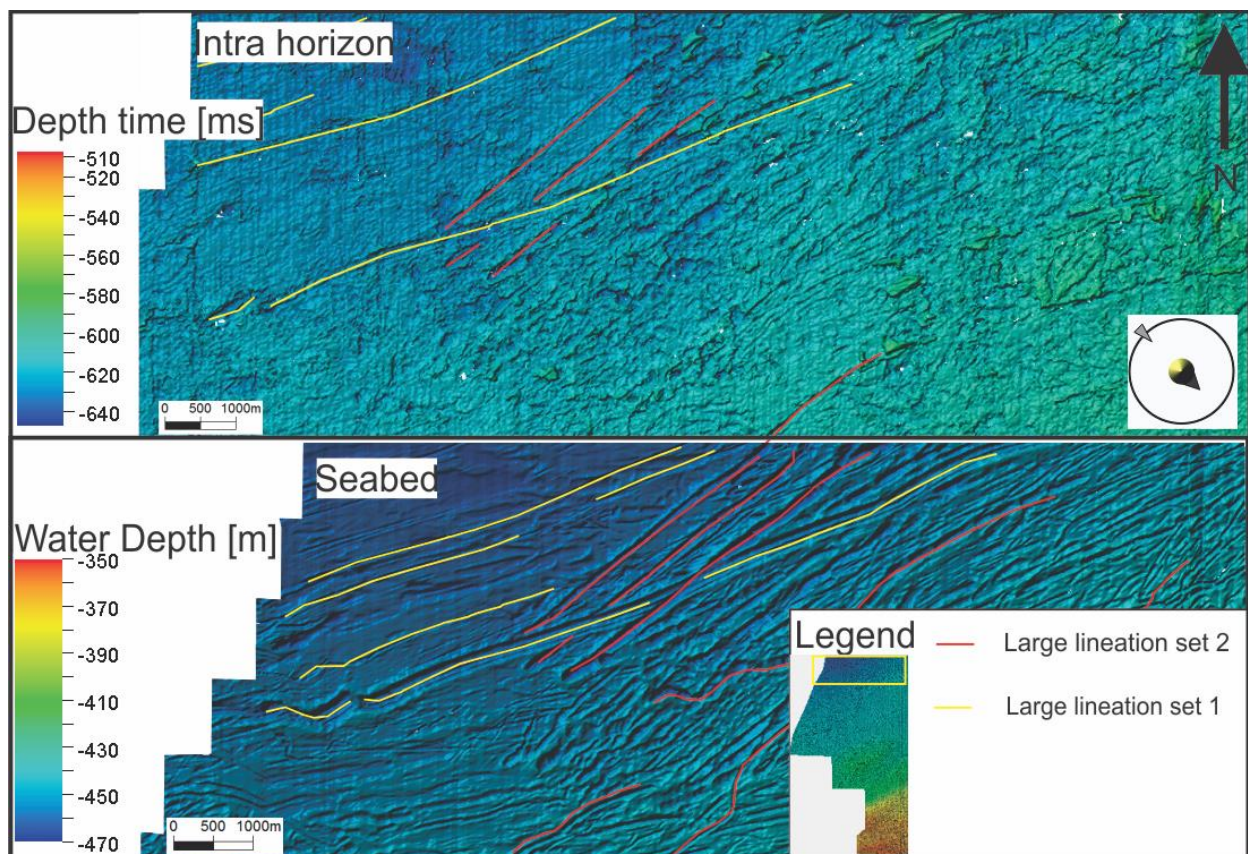 Intra horizon
Depth time [ms]
-510
-520
-540
-560
-580
-600
-620
-640
N
0 500 1000m
Seabed
Water Depth [m]
-350
-370
-390
-410
-430
-450
-470
0 500 1000m
Legend
Large lineation set 2
Large lineation set 1